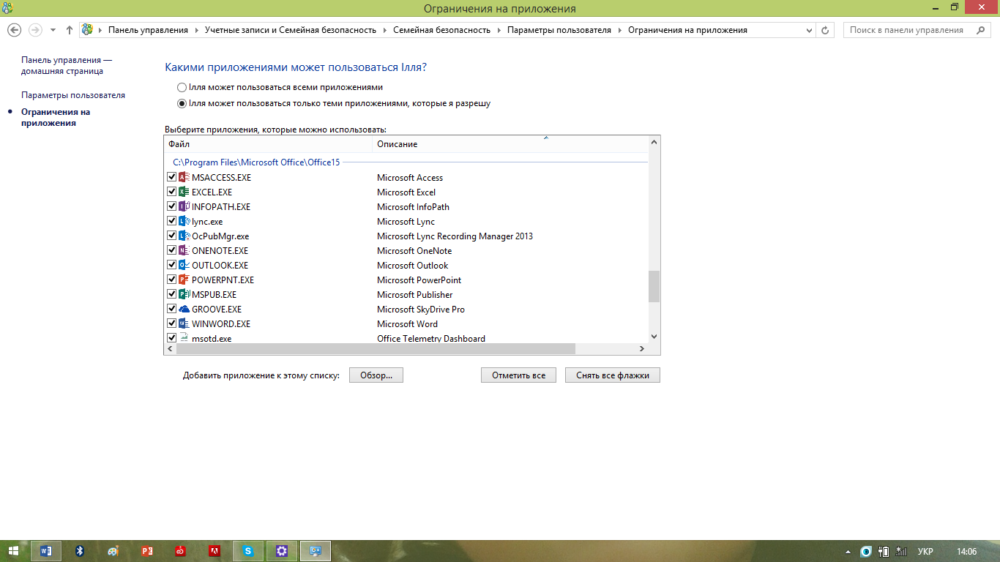 Ограничения на приложения
Панель управления Учетные записи и Семейная безопасность Семейная безопасность Параметры пользователя Ограничения на приложения
Поиск в панели управления
Панель управления —
домашняя страница
Параметры пользователя
Ограничения на
приложения
Какими приложениями может пользоваться Ілля?
Ілля может пользоваться всеми приложениями
Ілля может пользоваться только теми приложениями, которые я разрешу
Выберите приложения, которые можно использовать:
Файл Описание
C:\Program Files\Microsoft Office\Office15
MSACCESS.EXE Microsoft Access
EXCEL.EXE Microsoft Excel
INFOPATH.EXE Microsoft InfoPath
lync.exe Microsoft Lync
OcPubMgr.exe Microsoft Lync Recording Manager 2013
ONENOTE.EXE Microsoft OneNote
OUTLOOK.EXE Microsoft Outlook
POWERPNT.EXE Microsoft PowerPoint
MSPUB.EXE Microsoft Publisher
GROOVE.EXE Microsoft SkyDrive Pro
WINWORD.EXE Microsoft Word
msotd.exe Office Telemetry Dashboard
Добавить приложение к этому списку: Обзор... Отметить все Снять все флажки
УКР 14:06